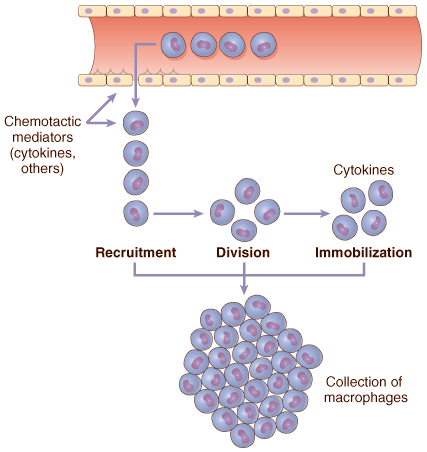 Chemotactic
mediators
(cytokines,
others)
Cytokines
Recruitment
Division
Immobilization
Collection of
macrophages